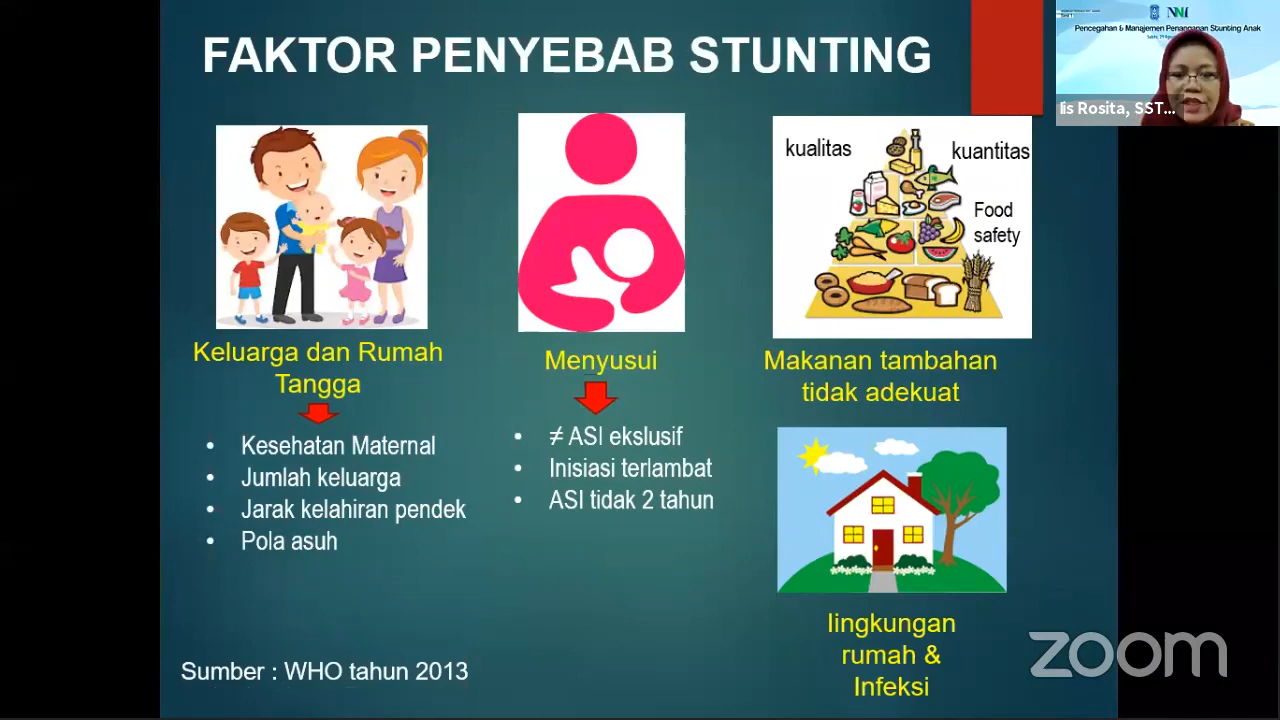 FAKTOR PENYEBAB STUNTING
Keluarga dan Rumah
Tangga
• Kesehatan Maternal
• Jumlah keluarga
• Jarak kelahiran pendek
• Pola asuh
Menyusui
• ≠ ASI ekslusif
• Inisiasi terlambat
• ASI tidak 2 tahun
kualitas
kuantitas
Food
safety
Makanan tambahan
tidak adekuat
lingkungan
rumah &
Infeksi
Sumber : WHO tahun 2013
Pencegahan & Manajemen Penanganan Stunting Anak
Iis Rosita, SST...
zoom